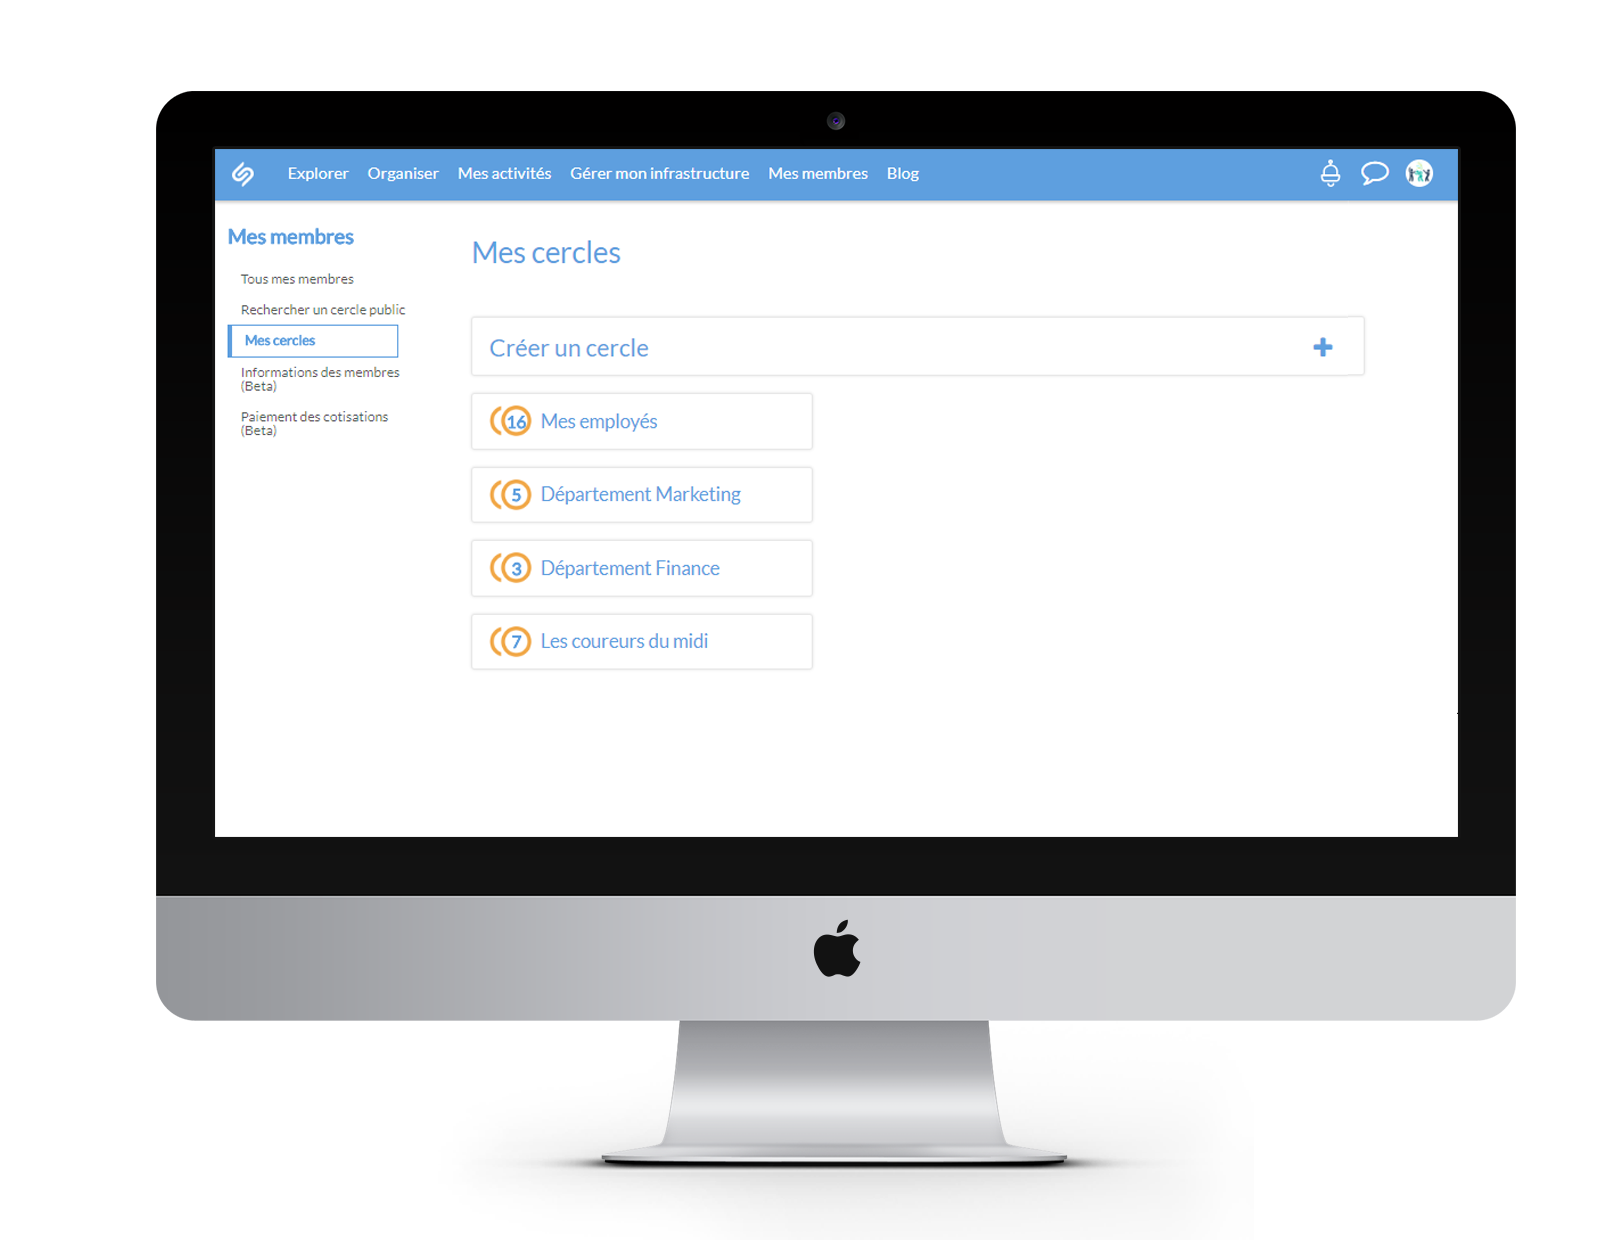 Explorer Organiser Mes activités Gérer mon infrastructure Mes membres Blog
Mes membres
Tous mes membres
Rechercher un cercle public
Mes cercles
Informations des membres
(Beta)
Paiement des cotisations
(Beta)
Mes cercles
Créer un cercle
16 Mes employés
5 Département Marketing
3 Département Finance
7 Les coureurs du midi